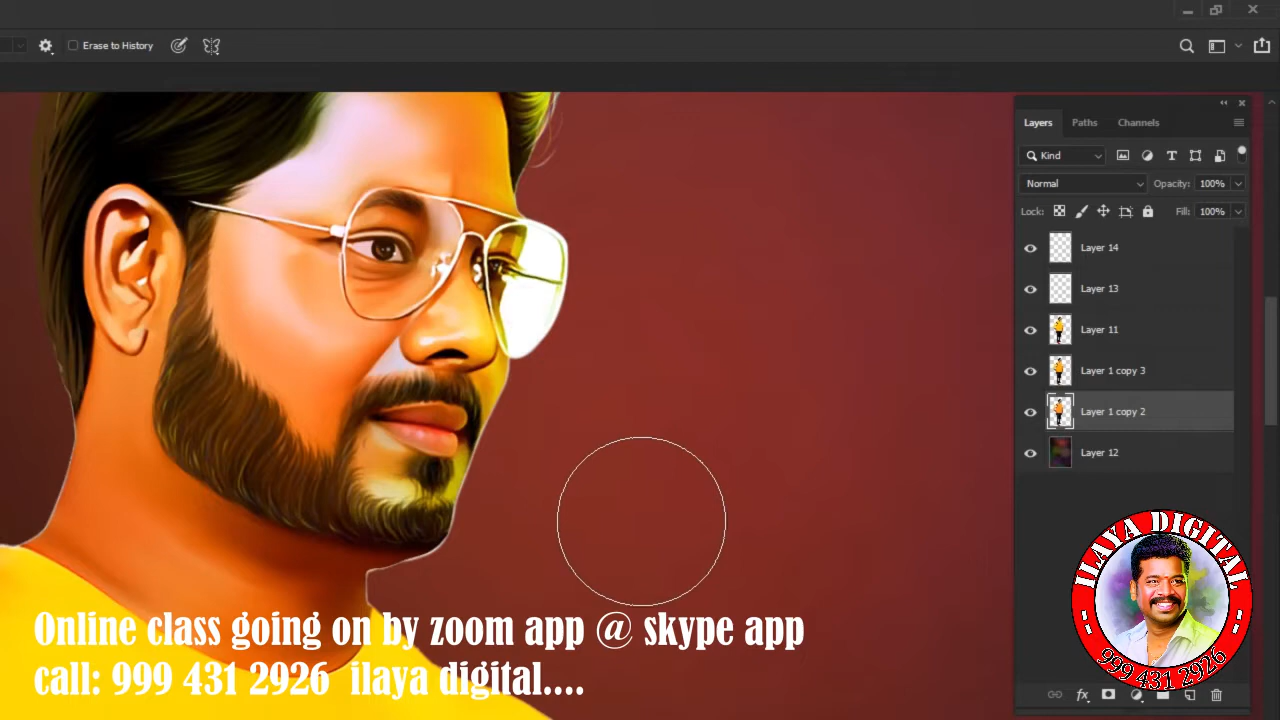 Erase to History
Layers
Paths
Channels
Kind
Normal
Opacity: 100%
Lock:
Fill: 100%
Layer 14
Layer 13
Layer 11
Layer 1 copy 3
Layer 1 copy 2
Layer 12
ILAYA DIGITAL
999 431 2926
Online class going on by zoom app @ skype app
call: 999 431 2926 ilaya digital....
fx